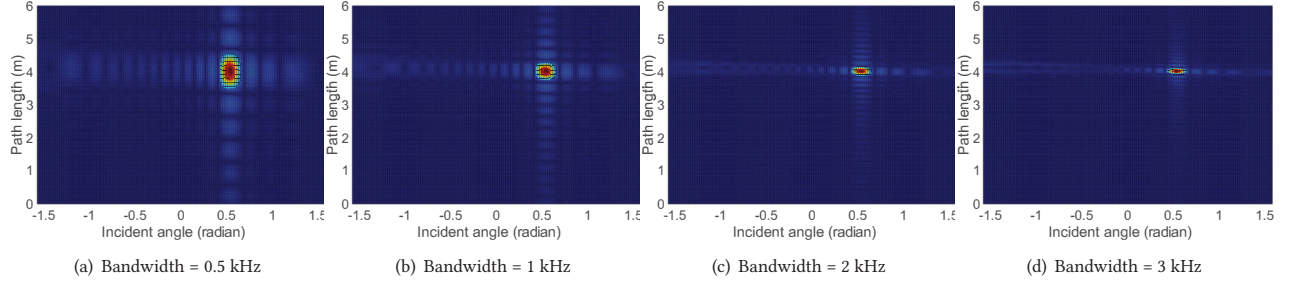 6
5
4
3
2
1
0
Path length (m)
-1.5 -1 -0.5 0 0.5 1 1.5
Incident angle (radian)
(a) Bandwidth = 0.5 kHz
6
5
4
3
2
1
0
Path length (m)
-1.5 -1 -0.5 0 0.5 1 1.5
Incident angle (radian)
(b) Bandwidth = 1 kHz
6
5
4
3
2
1
0
Path length (m)
-1.5 -1 -0.5 0 0.5 1 1.5
Incident angle (radian)
(c) Bandwidth = 2 kHz
6
5
4
3
2
1
0
Path length (m)
-1.5 -1 -0.5 0 0.5 1 1.5
Incident angle (radian)
(d) Bandwidth = 3 kHz